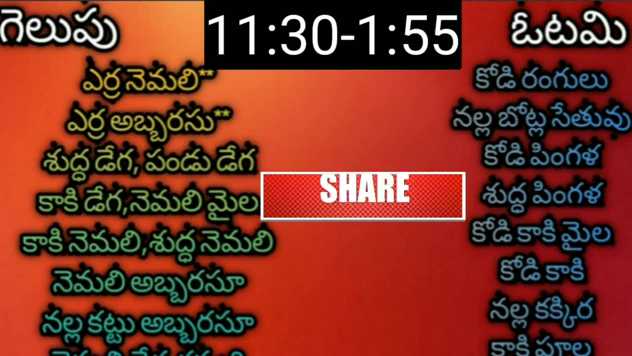 గెలుపు
11:30-1:55
ఓటమి
ఎర్ర నెమలి**
ఎర్ర అబ్బరసు**
శుద్ధ డేగ, పండు డేగ
కాకి డేగ,నెమలి మైల
కాకి నెమలి,శుద్ధ నెమలి
నెమలి అబ్బరసూ
నల్ల కట్టు అబ్బరసూ
SHARE
కోడి రంగులు
నల్ల బోట్ల సేతువు
కోడి పింగళ
శుద్ధ పింగళ
కోడి కాకి మైల
కోడి కాకి
నల్ల కక్కిర